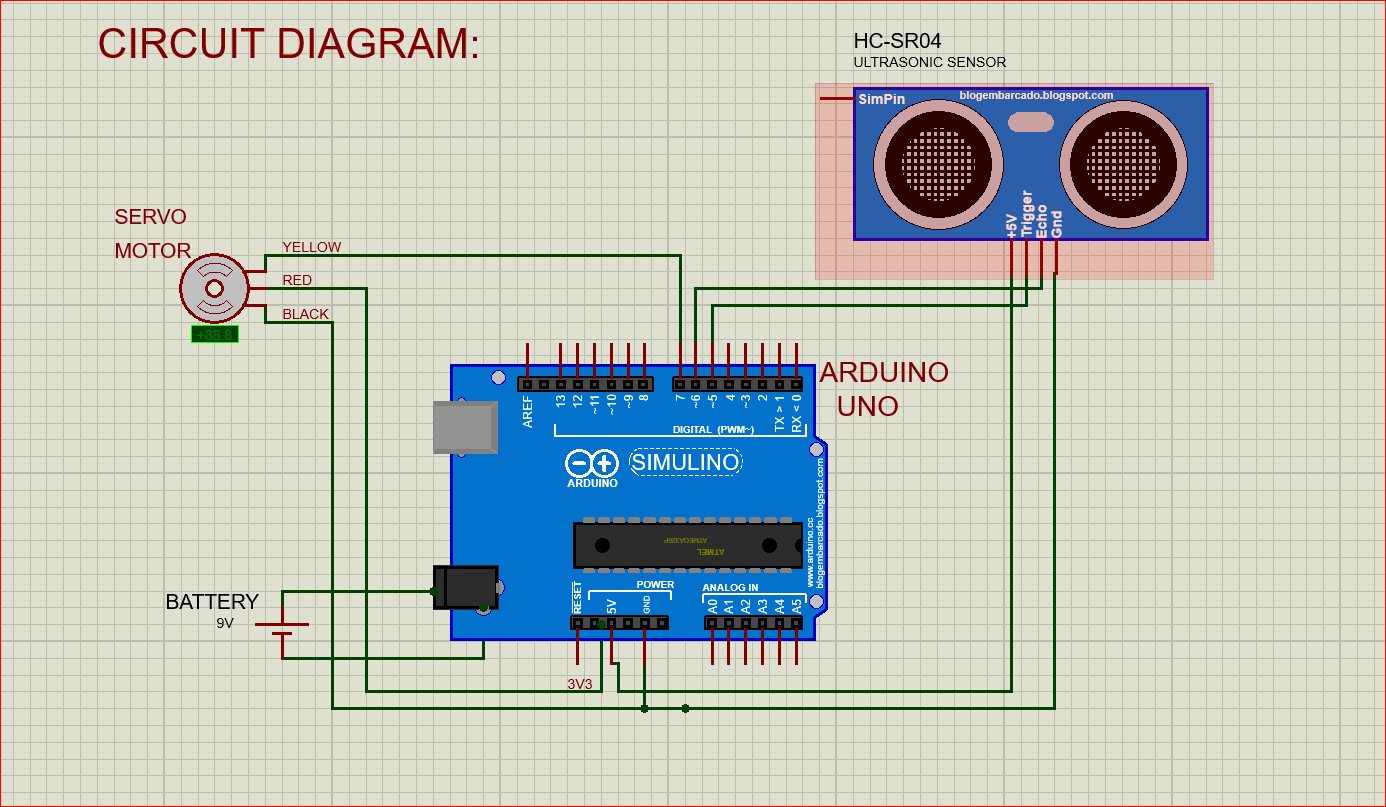 CIRCUIT DIAGRAM:
HC-SR04
ULTRASONIC SENSOR
SimPin
blogembarcado.blogspot.com
+5V
Trigger
Echo
Gnd
SERVO
MOTOR
YELLOW
RED
BLACK
+88.8
ARDUINO
UNO
AREF
13
12
~11
~10
~9
8
7
~6
~5
4
~3
2
TX > 1
RX < 0
DIGITAL (PWM~)
SIMULINO
ARDUINO
www.arduino.cc
blogembarcado.blogspot.com
ATMEGA328P
ATMEL
RESET
5V
GND
POWER
ANALOG IN
A0
A1
A2
A3
A4
A5
BATTERY
9V
3V3